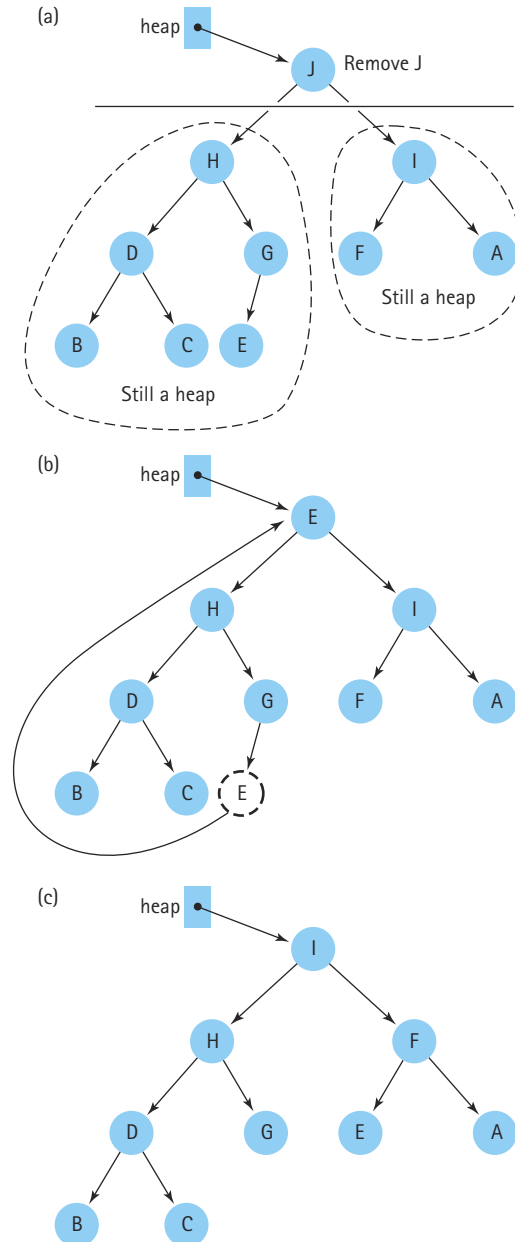 (a)
heap
J Remove J
H I
D G F A
Still a heap
B C E
Still a heap
(b)
heap
E
H I
D G F A
B C E
(c)
heap
I
H F
D G E A
B C